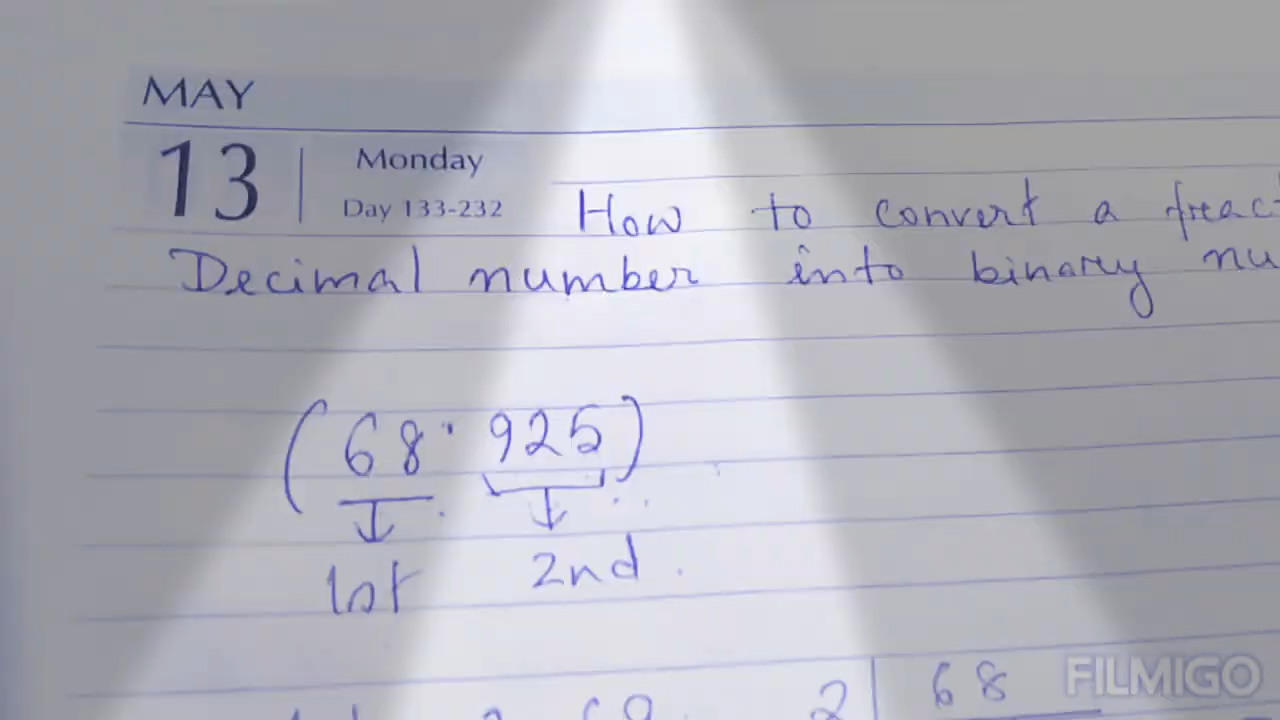 MAY
13
Monday
Day 133-232
How to convert a
Decimal number into binary
(68.925)
1st 2nd.
2 68
FILMIGO